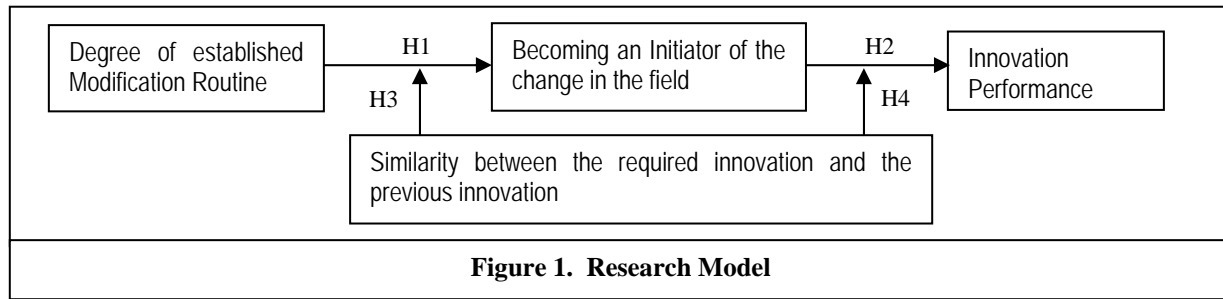 Degree of established
Modification Routine
H1
Becoming an Initiator of the
change in the field
H2
Innovation
Performance
H3
H4
Similarity between the required innovation and the
previous innovation
Figure 1. Research Model